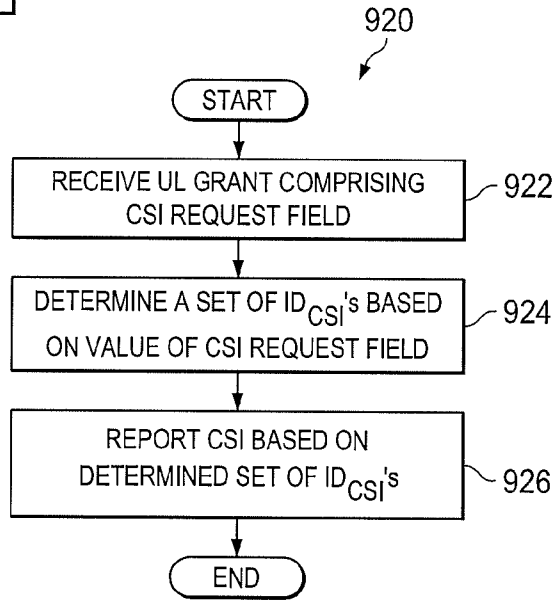 920
START
RECEIVE UL GRANT COMPRISING
CSI REQUEST FIELD
922
DETERMINE A SET OF IDCSI's BASED
ON VALUE OF CSI REQUEST FIELD
924
REPORT CSI BASED ON
DETERMINED SET OF IDCSI's
926
END